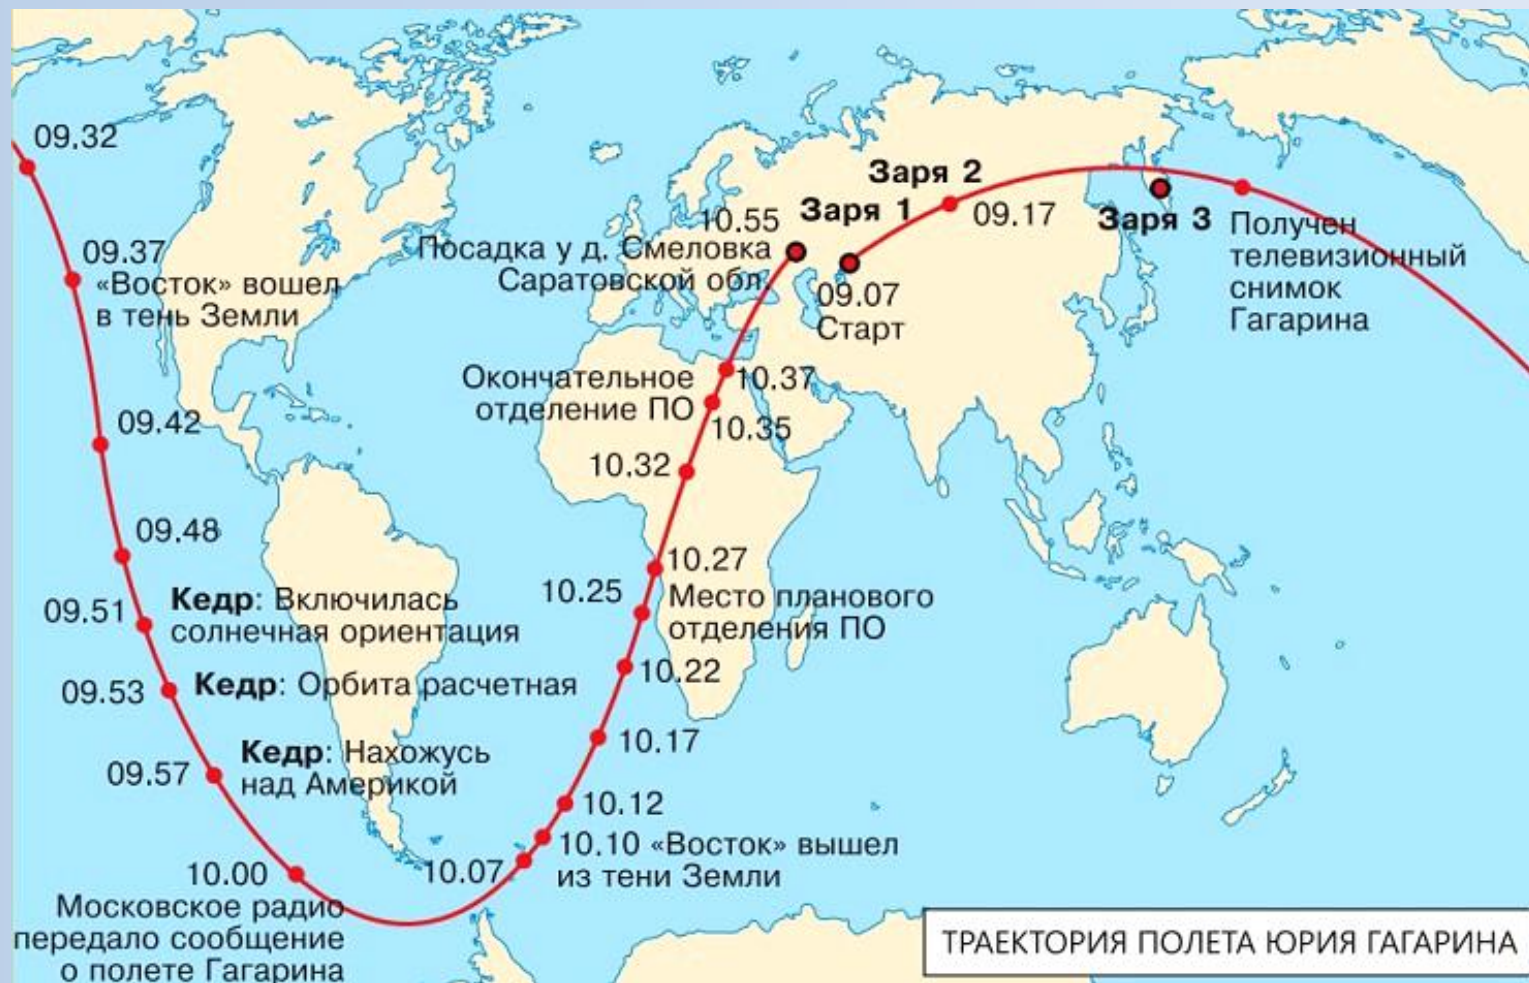 09.32
09.37
«Восток» вошел
в тень Земли
09.42
09.48
09.51
Кедр: Включилась
солнечная ориентация
09.53
Кедр: Орбита расчетная
09.57
Кедр: Нахожусь
над Америкой
10.00
Московское радио
передало сообщение
о полете Гагарина
10.07
10.10 «Восток» вышел
из тени Земли
10.12
10.17
10.22
10.25
10.27
Место планового
отделения ПО
10.32
10.35
Окончательное
отделение ПО
10.37
10.55
Посадка у д. Смеловка
Саратовской обл.
Заря 1
09.07
Старт
Заря 2
09.17
Заря 3
Получен
телевизионный
снимок
Гагарина
ТРАЕКТОРИЯ ПОЛЕТА ЮРИЯ ГАГАРИНА